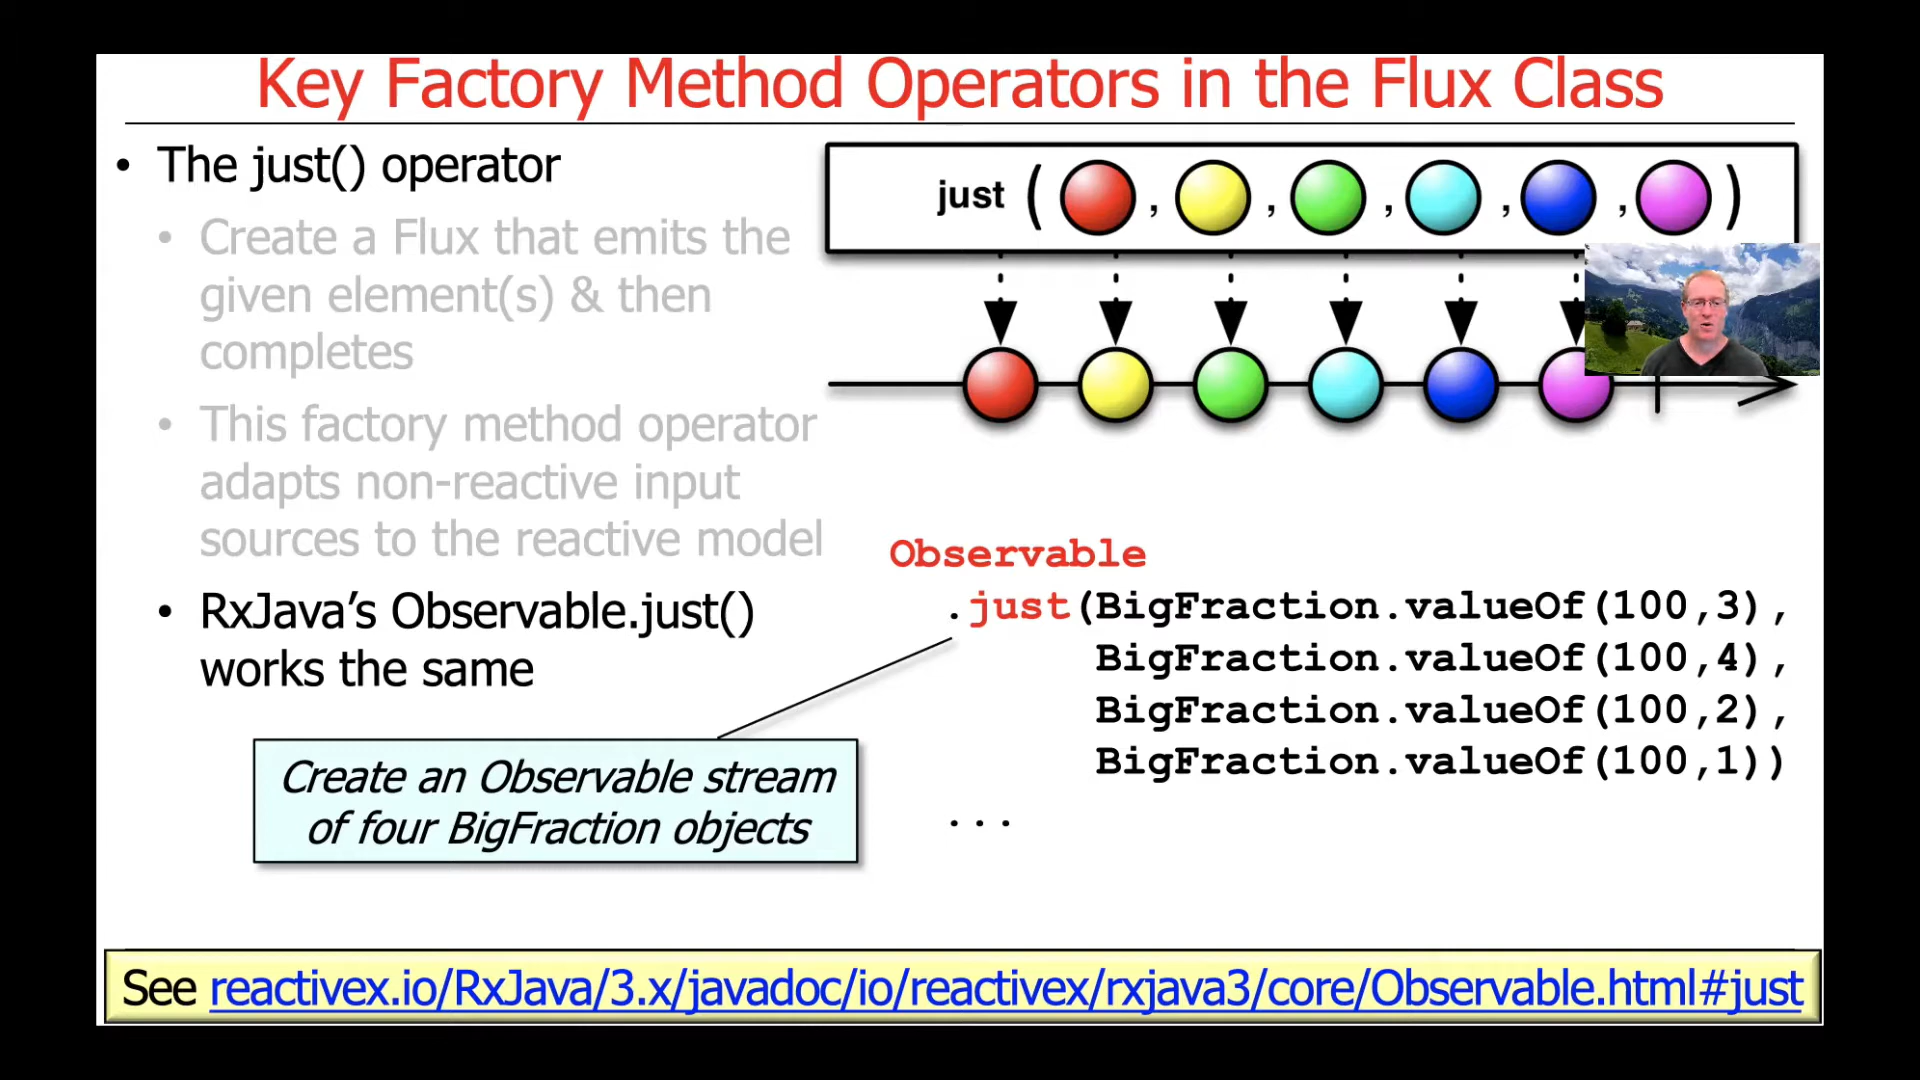 Key Factory Method Operators in the Flux Class
• The just() operator
• Create a Flux that emits the
given element(s) & then
completes
• This factory method operator
adapts non-reactive input
sources to the reactive model
• RxJava’s Observable.just()
works the same
just ( , , , , , )
Observable
.just(BigFraction.valueOf(100,3),
BigFraction.valueOf(100,4),
BigFraction.valueOf(100,2),
BigFraction.valueOf(100,1))
...
Create an Observable stream
of four BigFraction objects
See reactivex.io/RxJava/3.x/javadoc/io/reactivex/rxjava3/core/Observable.html#just